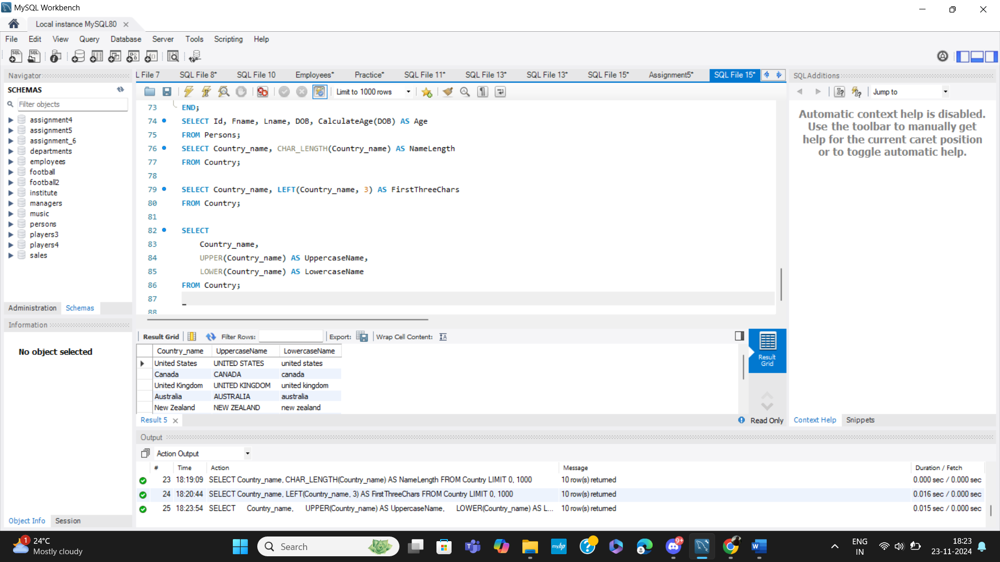 MySQL Workbench
Local instance MySQL80
File Edit View Query Database Server Tools Scripting Help
Navigator
L File 7 SQL File 8* SQL File 10 Employees* Practice* SQL File 11* SQL File 13* SQL File 13* SQL File 15* Assignment5* SQL File 15*
SQLAdditions
SCHEMAS
Limit to 1000 rows
Jump to
Filter objects
assignment4
assignment5
assignment_6
departments
employees
football
football2
institute
managers
music
persons
players3
players4
sales
73 END;
74 SELECT Id, Fname, Lname, DOB, CalculateAge(DOB) AS Age
75 FROM Persons;
76 SELECT Country_name, CHAR_LENGTH(Country_name) AS NameLength
77 FROM Country;
78
79 SELECT Country_name, LEFT(Country_name, 3) AS FirstThreeChars
80 FROM Country;
81
82 SELECT
83 Country_name,
84 UPPER(Country_name) AS UppercaseName,
85 LOWER(Country_name) AS LowercaseName
86 FROM Country;
87
88
Automatic context help is disabled.
Use the toolbar to manually get
help for the current caret position
or to toggle automatic help.
Administration Schemas
Information
No object selected
Result Grid Filter Rows: Export: Wrap Cell Content:
Country_name UppercaseName LowercaseName
United States UNITED STATES united states
Canada CANADA canada
United Kingdom UNITED KINGDOM united kingdom
Australia AUSTRALIA australia
New Zealand NEW ZEALAND new zealand
Result
Grid
Result 5
Read Only
Context Help Snippets
Output
Action Output
# Time Action Message Duration / Fetch
23 18:19:09 SELECT Country_name, CHAR_LENGTH(Country_name) AS NameLength FROM Country LIMIT 0, 1000 10 row(s) returned 0.000 sec / 0.000 sec
24 18:20:44 SELECT Country_name, LEFT(Country_name, 3) AS FirstThreeChars FROM Country LIMIT 0, 1000 10 row(s) returned 0.016 sec / 0.000 sec
25 18:23:54 SELECT Country_name, UPPER(Country_name) AS UppercaseName, LOWER(Country_name) AS L... 10 row(s) returned 0.015 sec / 0.000 sec
Object Info Session
1
24°C
Mostly cloudy
Search
myhp
9+
ENG
IN
18:23
23-11-2024